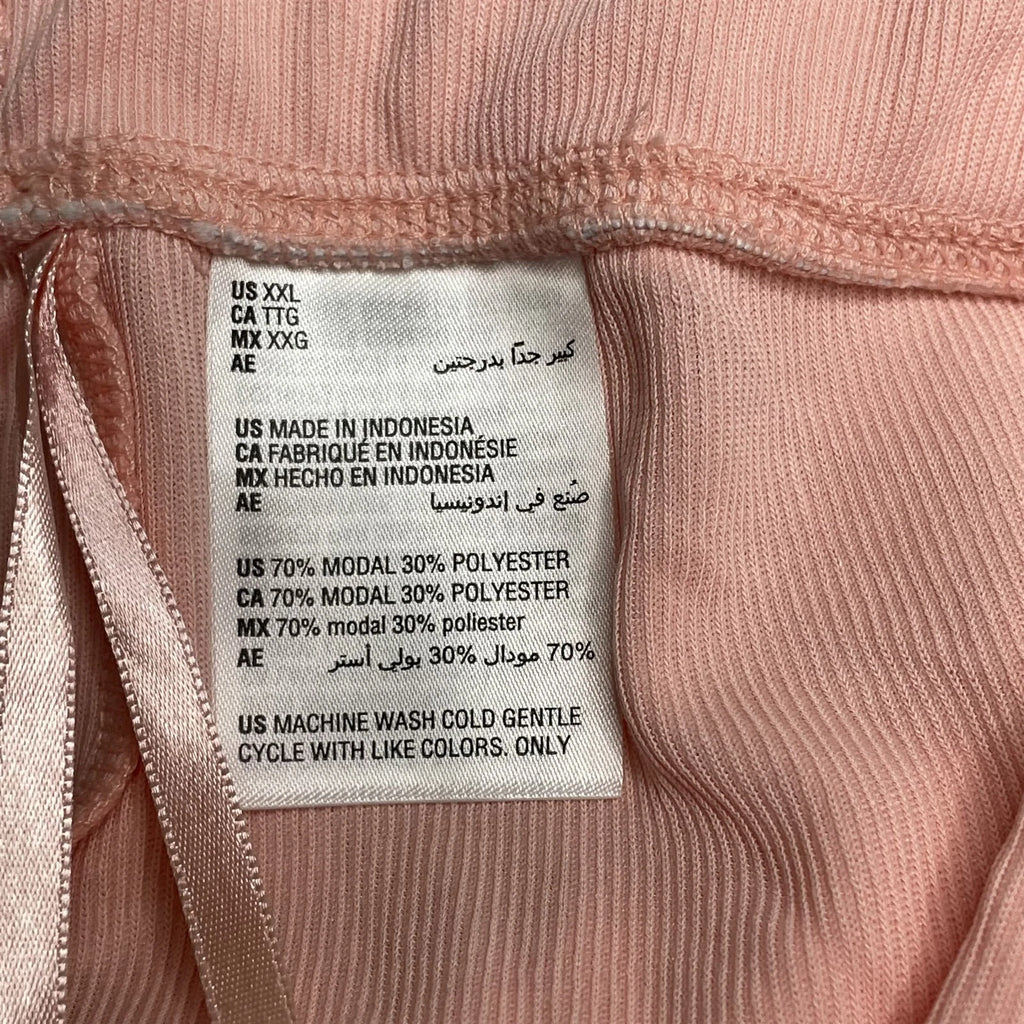 US XXL
CA TTG
MX XXG
AE كبير جدًا بدرجتين
US MADE IN INDONESIA
CA FABRIQUÉ EN INDONÉSIE
MX HECHO EN INDONESIA
AE صُنع في إندونيسيا
US 70% MODAL 30% POLYESTER
CA 70% MODAL 30% POLYESTER
MX 70% modal 30% poliester
AE 70% مودال 30% بولي أستر
US MACHINE WASH COLD GENTLE
CYCLE WITH LIKE COLORS. ONLY